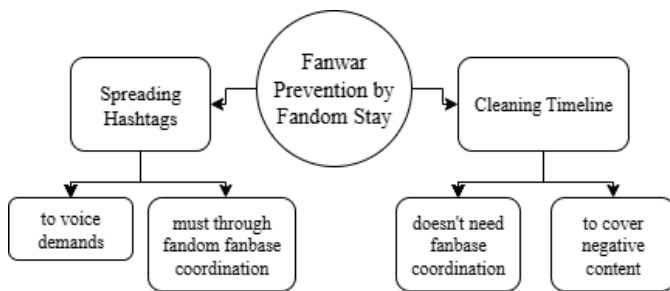 Fanwar
Prevention by
Fandom Stay
Spreading
Hashtags
Cleaning Timeline
to voice
demands
must through
fandom fanbase
coordination
doesn't need
fanbase
coordination
to cover
negative
content